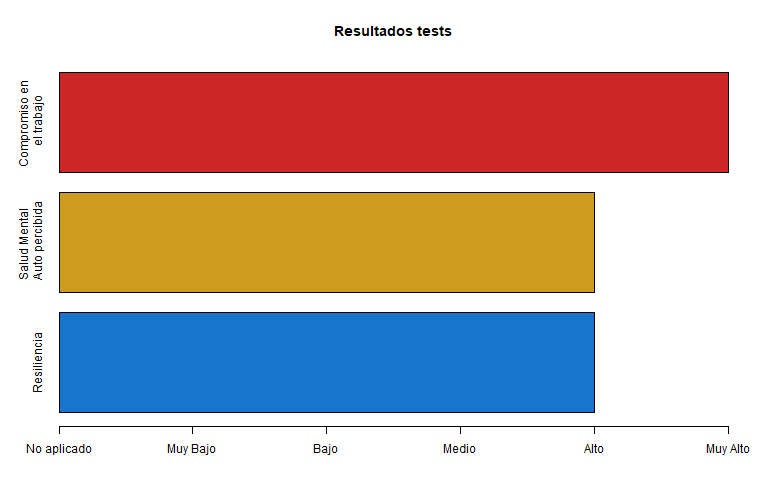 Resultados tests
Compromiso en
el trabajo
Salud Mental
Auto percibida
Resiliencia
No aplicado
Muy Bajo
Bajo
Medio
Alto
Muy Alto